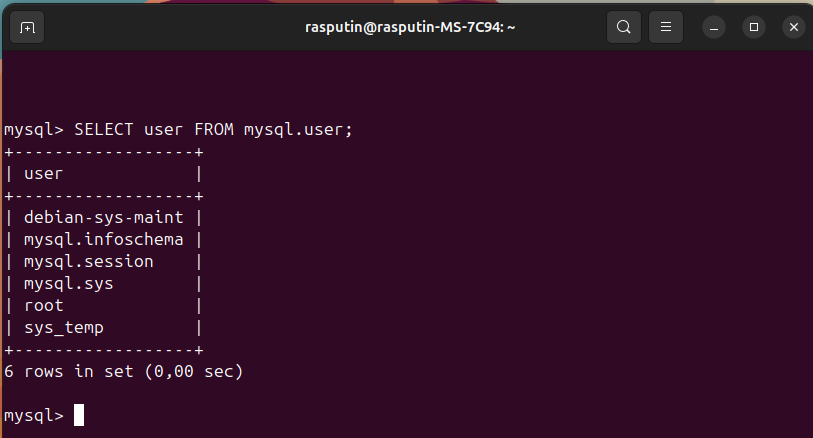 rasputin@rasputin-MS-7C94: ~
mysql> SELECT user FROM mysql.user;
+------------------+
| user             |
+------------------+
| debian-sys-maint |
| mysql.infoschema |
| mysql.session    |
| mysql.sys        |
| root             |
| sys_temp         |
+------------------+
6 rows in set (0,00 sec)
mysql>